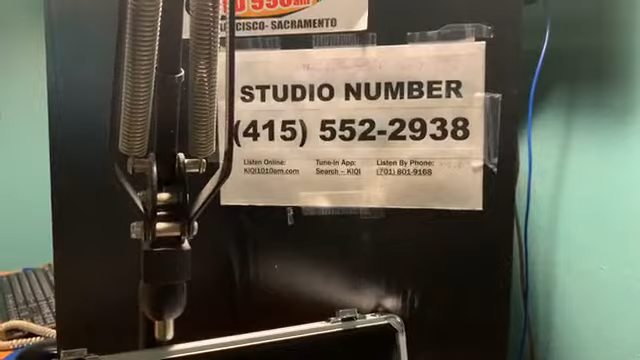 STUDIO NUMBER
(415) 552-2938
Listen Online: Tune-in App: Listen By Phone:
KIQI1010am.com Search - KIQI (701) 801-9168
- SACRAMENTO